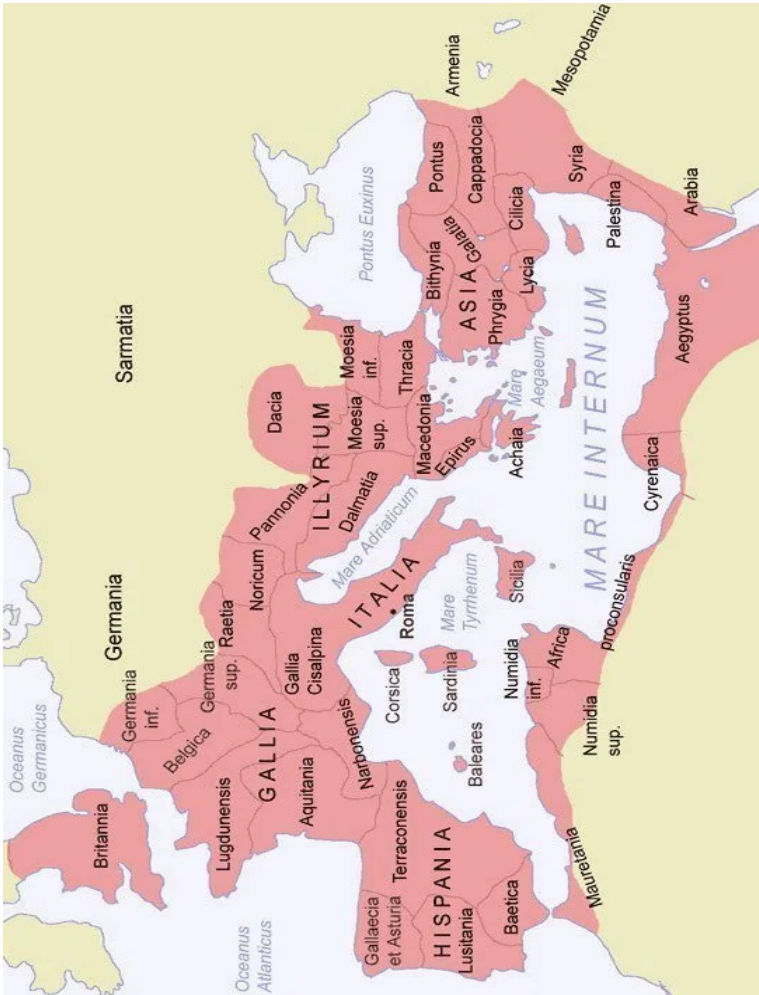 Oceanus
Germanicus
Britannia
Oceanus
Atlanticus
Germania
Sarmatia
Germania
inf.
Belgica
Lugdunensis
GALLIA
Aquitania
Narbonensis
Germania
sup.
Raetia
Noricum
Pannonia
Gallia
Cisalpina
ITALIA
Roma
Mare Adriaticum
ILLYRIUM
Dalmatia
Dacia
Moesia
sup.
Moesia
inf.
Thracia
Macedonia
Epirus
Achaia
Mare
Aegaeum
Pontus Euxinus
Armenia
Mesopotamia
Pontus
Cappadocia
Bithynia
Galatia
ASIA
Phrygia
Lycia
Cilicia
Syria
Palestina
Arabia
Aegyptus
Cyrenaica
MARE INTERNUM
Mare
Tyrrhenum
Corsica
Sardinia
Sicilia
Baleares
Gallaecia
et Asturia
Terraconensis
HISPANIA
Lusitania
Baetica
Mauretania
Numidia
inf.
Numidia
sup.
Africa
proconsularis